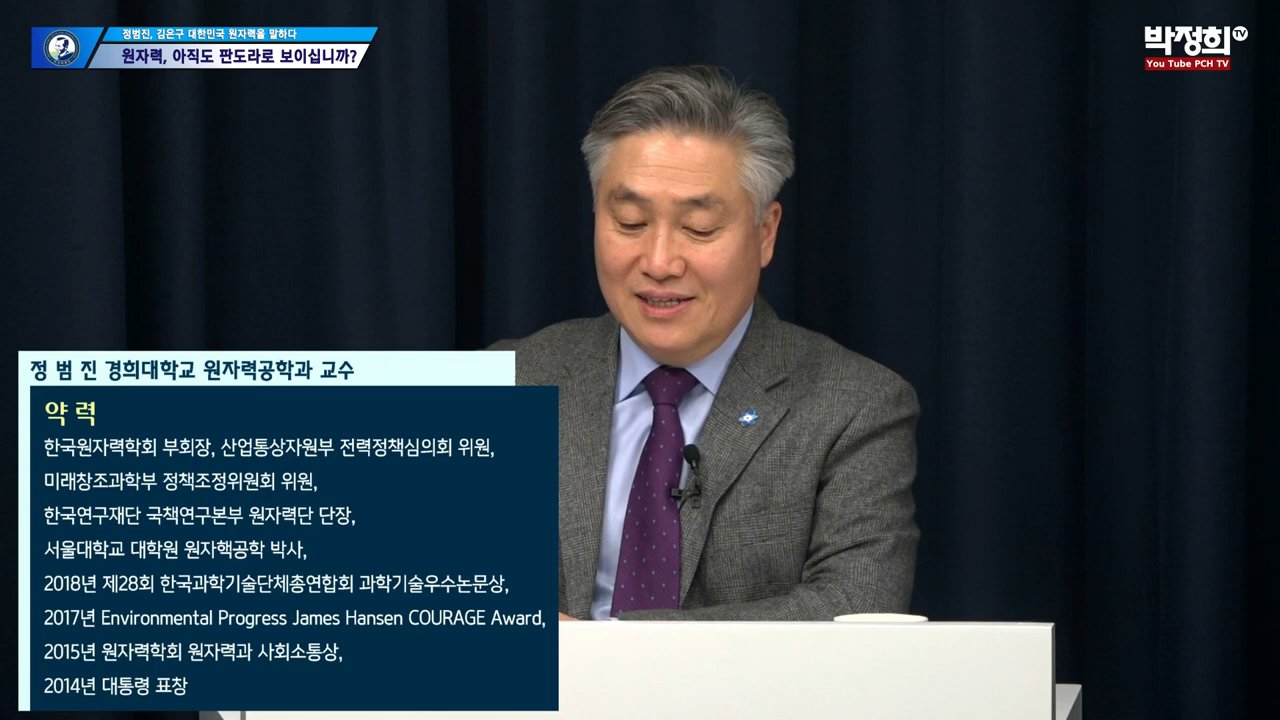 정범진, 김은구 대한민국 원자력을 말하다
원자력, 아직도 판도라로 보이십니까?
박정희TV
You Tube PCH TV
정 범 진 경희대학교 원자력공학과 교수
약 력
한국원자력학회 부회장, 산업통상자원부 전력정책심의회 위원,
미래창조과학부 정책조정위원회 위원,
한국연구재단 국책연구본부 원자력단 단장,
서울대학교 대학원 원자핵공학 박사,
2018년 제28회 한국과학기술단체총연합회 과학기술우수논문상,
2017년 Environmental Progress James Hansen COURAGE Award,
2015년 원자력학회 원자력과 사회소통상,
2014년 대통령 표창